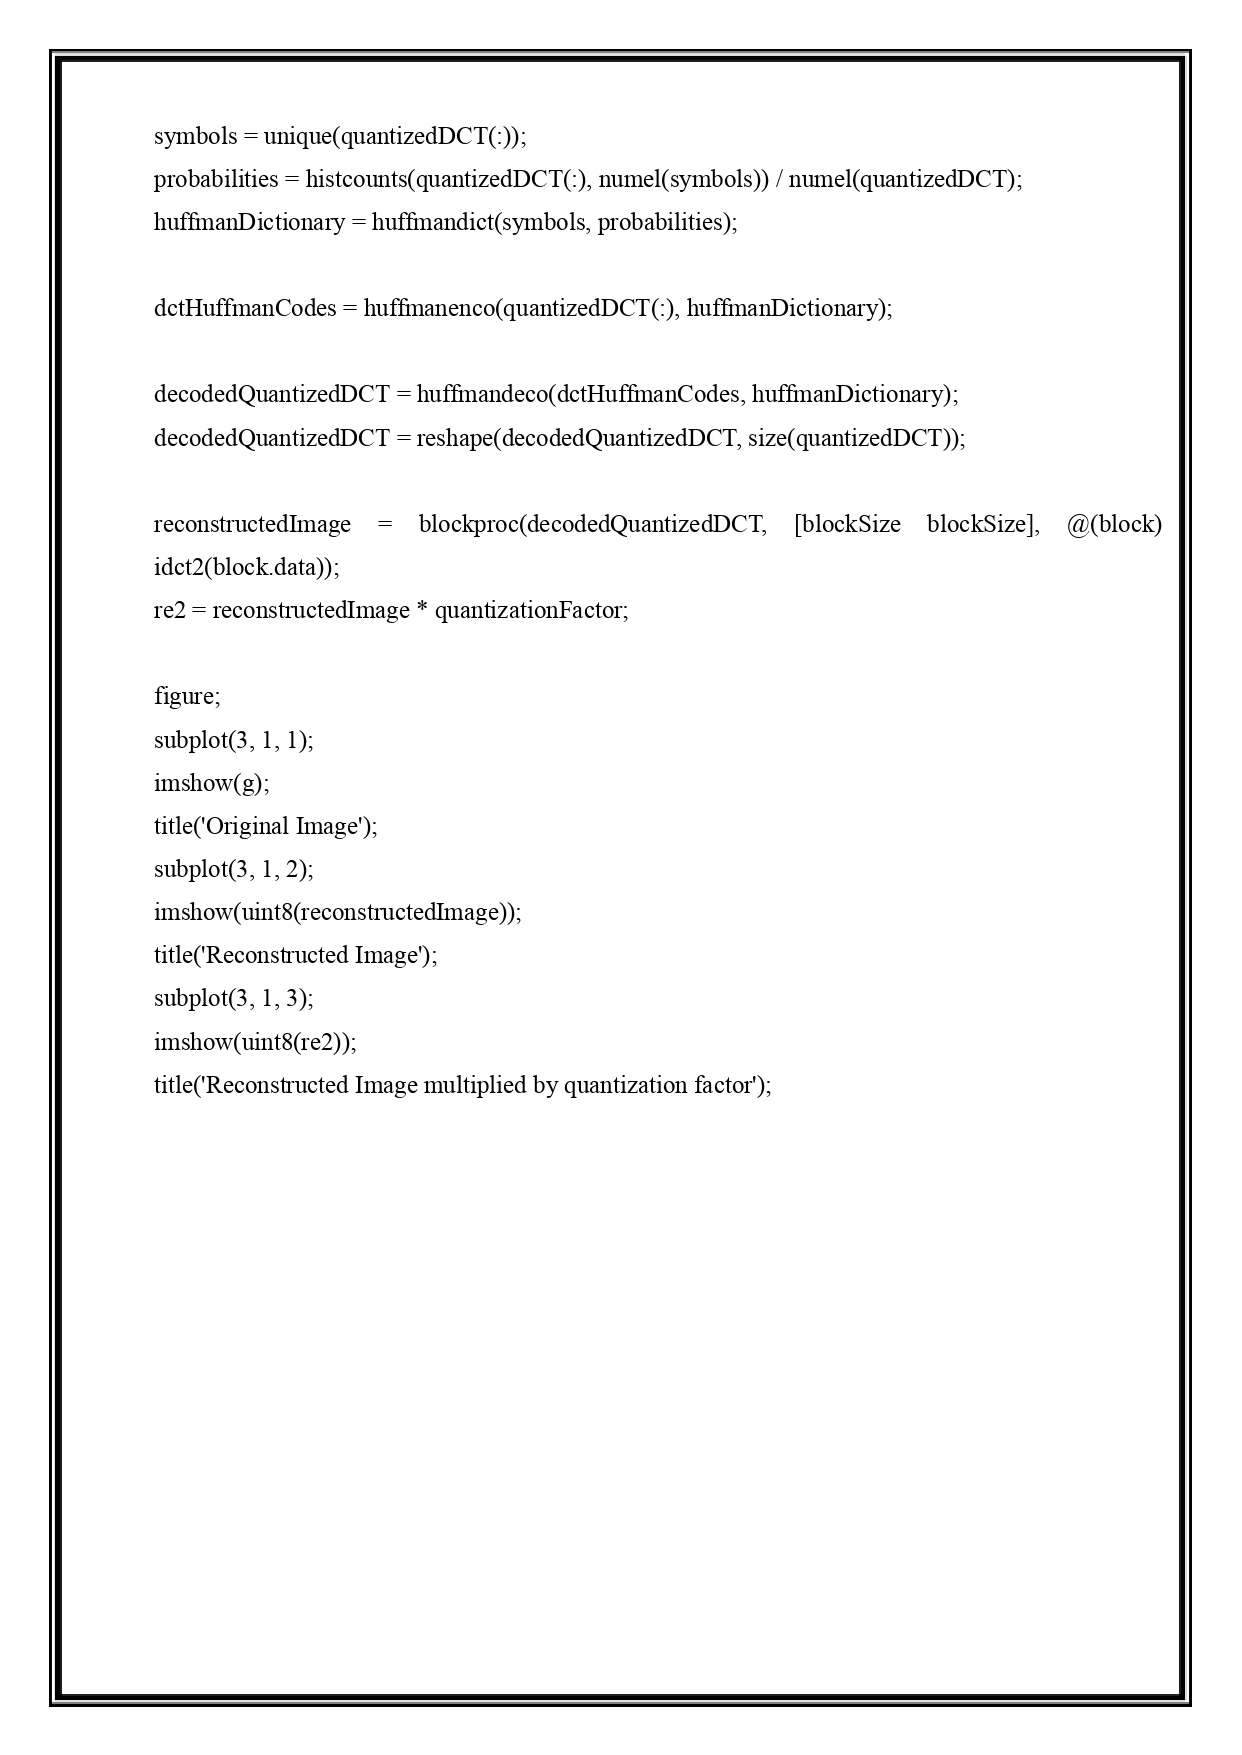 symbols = unique(quantizedDCT(:));
probabilities = histcounts(quantizedDCT(:), numel(symbols)) / numel(quantizedDCT);
huffmanDictionary = huffmandict(symbols, probabilities);
dctHuffmanCodes = huffmanenco(quantizedDCT(:), huffmanDictionary);
decodedQuantizedDCT = huffmandeco(dctHuffmanCodes, huffmanDictionary);
decodedQuantizedDCT = reshape(decodedQuantizedDCT, size(quantizedDCT));
reconstructedImage = blockproc(decodedQuantizedDCT, [blockSize blockSize], @(block)
idct2(block.data));
re2 = reconstructedImage * quantizationFactor;
figure;
subplot(3, 1, 1);
imshow(g);
title('Original Image');
subplot(3, 1, 2);
imshow(uint8(reconstructedImage));
title('Reconstructed Image');
subplot(3, 1, 3);
imshow(uint8(re2));
title('Reconstructed Image multiplied by quantization factor');